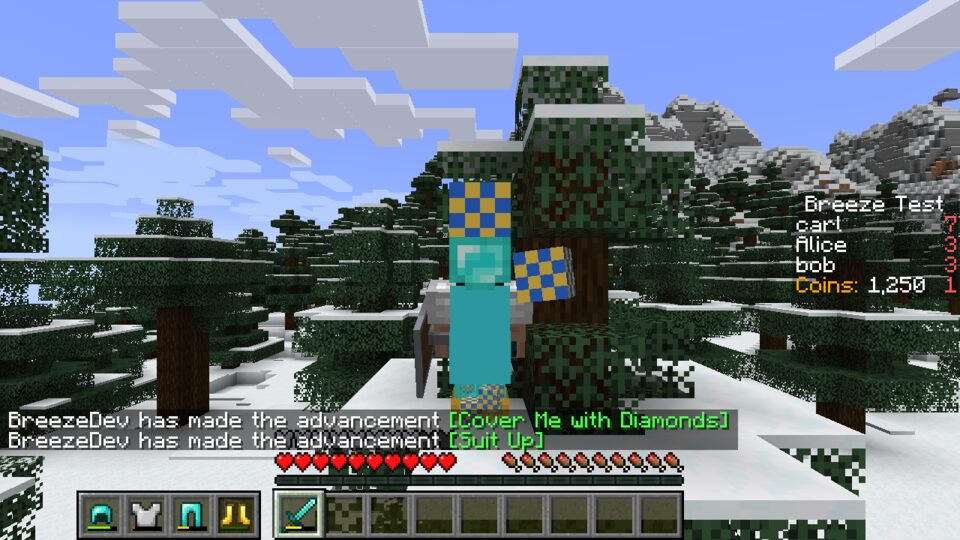 Breeze Test
carl 7
Alice 3
bob 3
Coins: 1,250 1
BreezeDev has made the advancement [Cover Me with Diamonds]
BreezeDev has made the advancement [Suit Up]